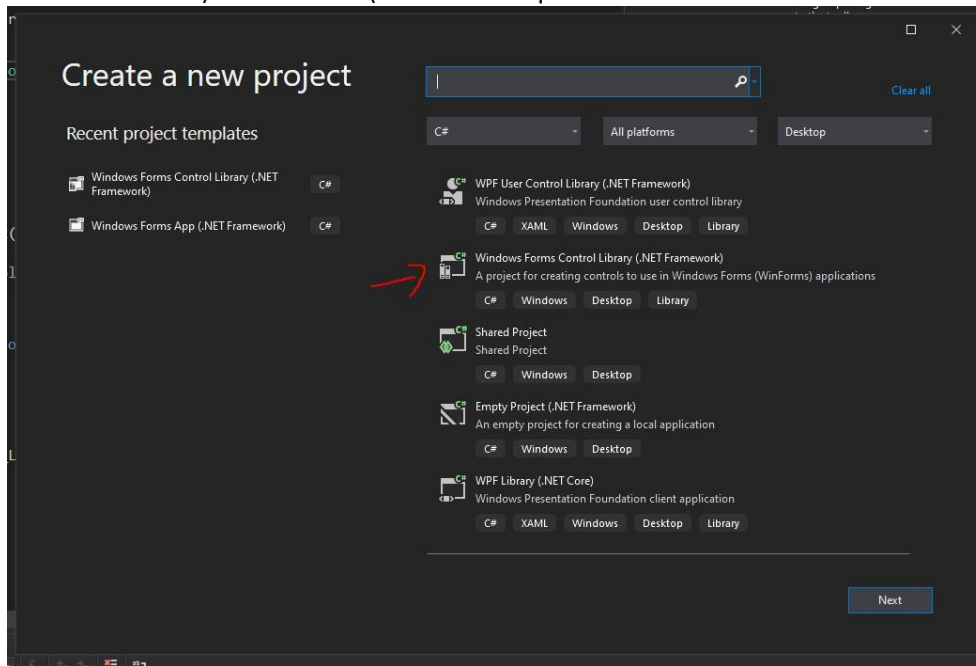 Create a new project
Clear all
Recent project templates
C#
All platforms
Desktop
Windows Forms Control Library (.NET
Framework)
C#
Windows Forms App (.NET Framework)
C#
WPF User Control Library (.NET Framework)
Windows Presentation Foundation user control library
C# XAML Windows Desktop Library
Windows Forms Control Library (.NET Framework)
A project for creating controls to use in Windows Forms (WinForms) applications
C# Windows Desktop Library
Shared Project
Shared Project
C# Windows Desktop
Empty Project (.NET Framework)
An empty project for creating a local application
C# Windows Desktop
WPF Library (.NET Core)
Windows Presentation Foundation client application
C# XAML Windows Desktop Library
Next